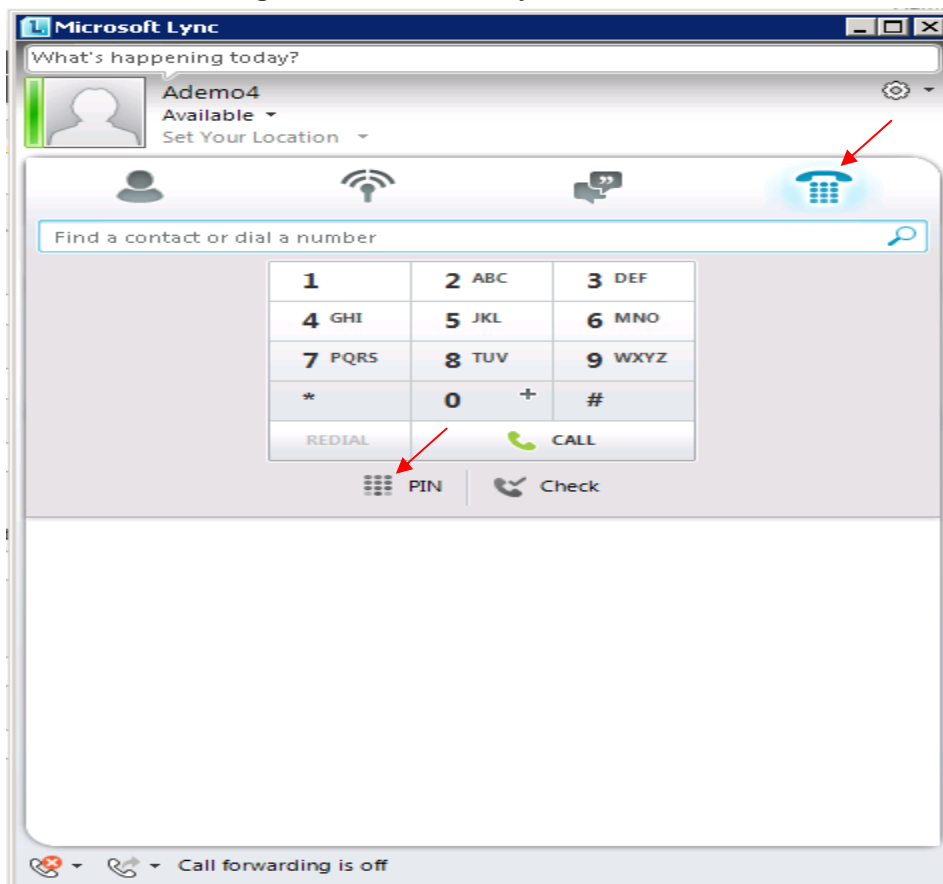 Microsoft Lync
What's happening today?
Ademo4
Available
Set Your Location
Find a contact or dial a number
1 2 ABC 3 DEF
4 GHI 5 JKL 6 MNO
7 PQRS 8 TUV 9 WXYZ
* 0 + #
REDIAL CALL
PIN Check
Call forwarding is off